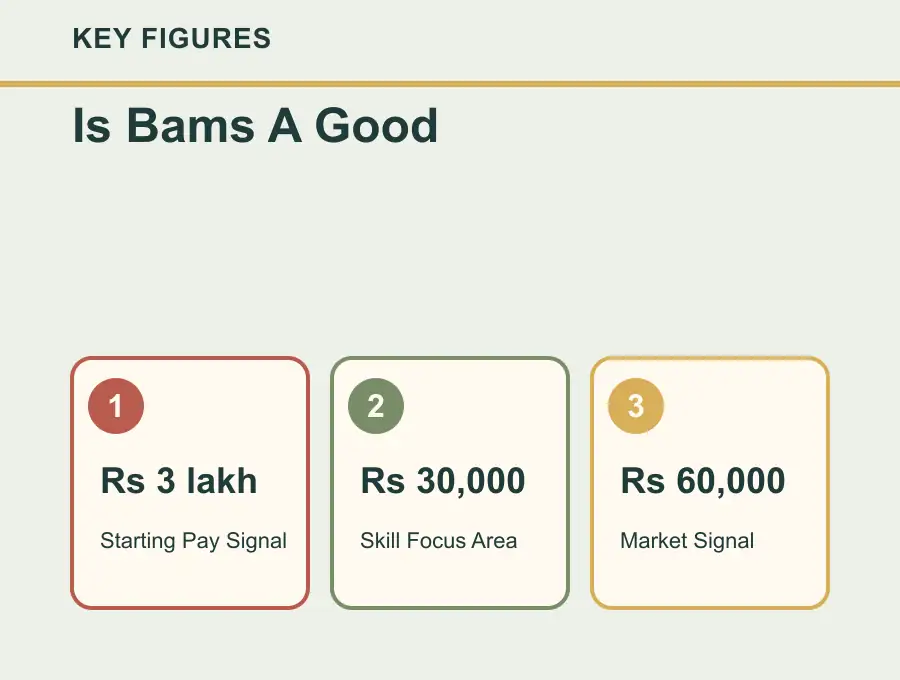 KEY FIGURES
Is Bams A Good
1
Rs 3 lakh
Starting Pay Signal
2
Rs 30,000
Skill Focus Area
3
Rs 60,000
Market Signal